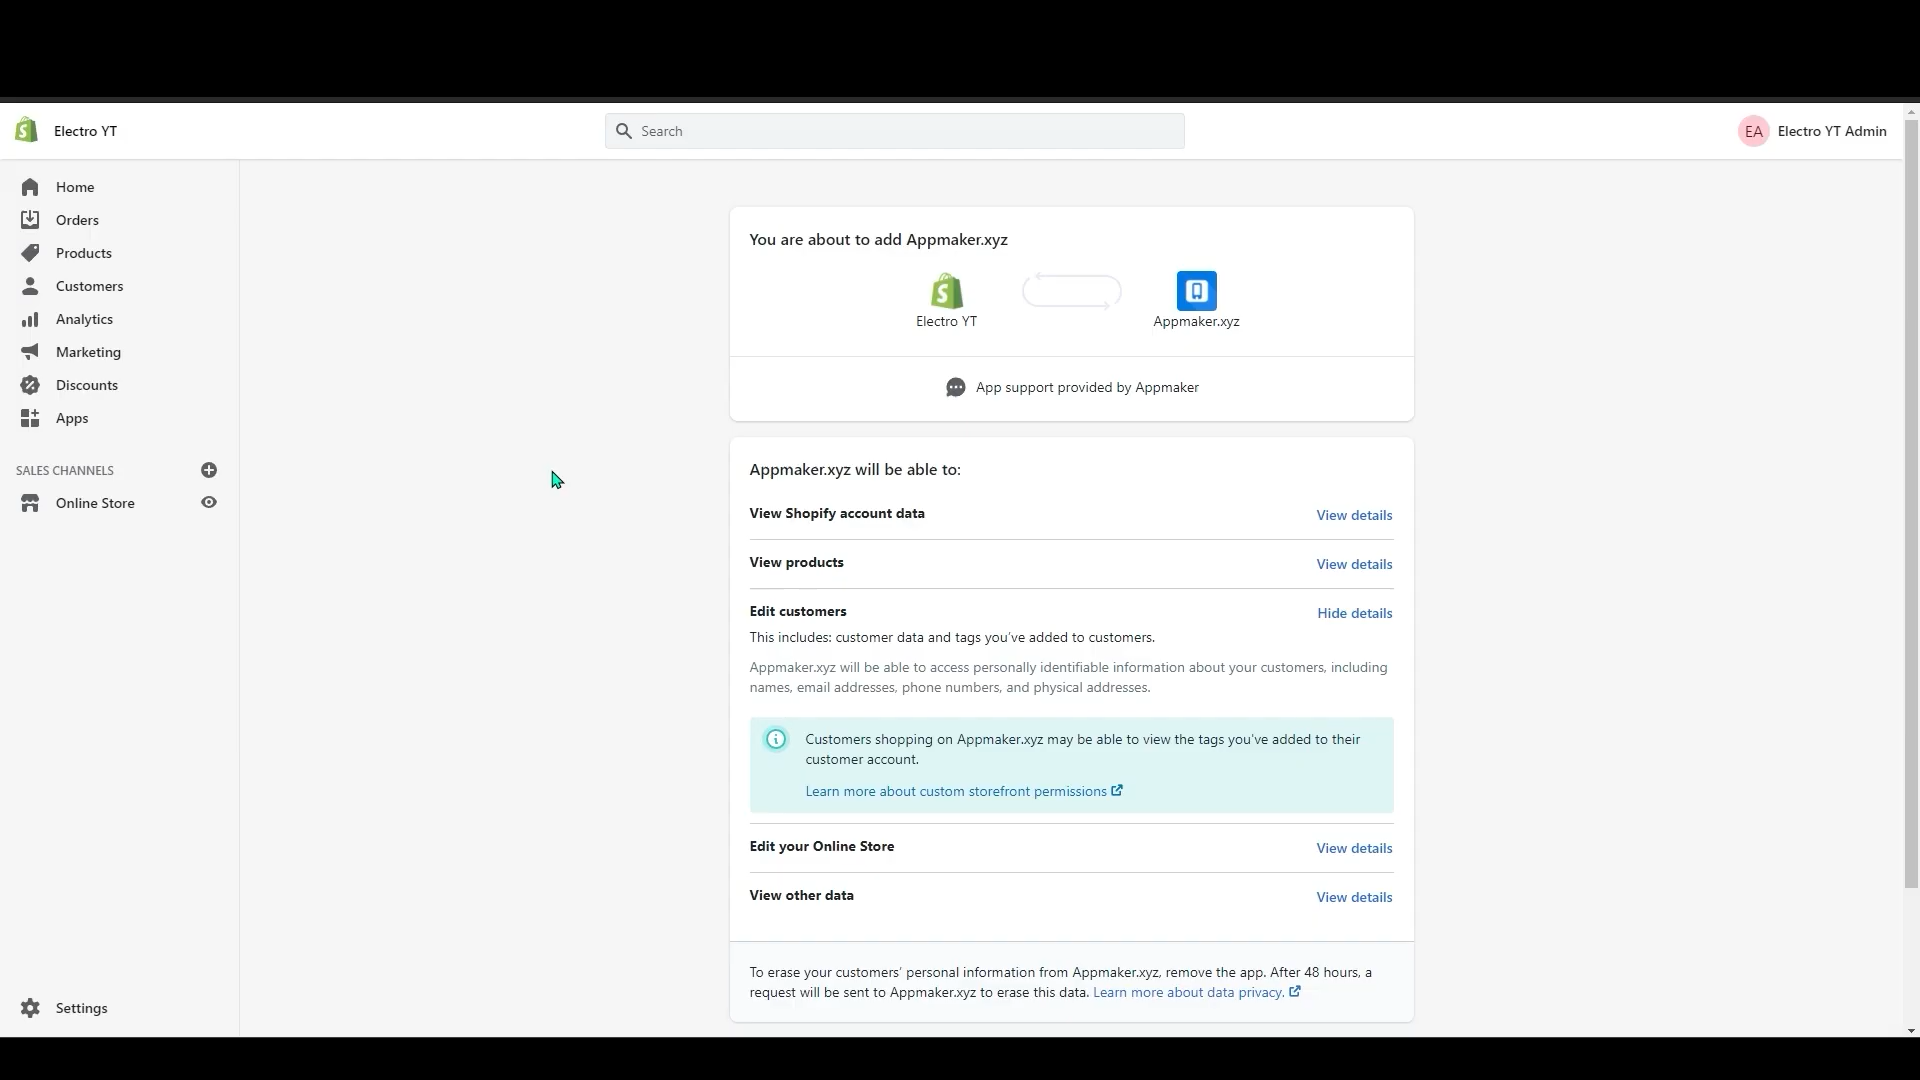 Electro YT
Search
EA
Electro YT Admin
Home
Orders
Products
Customers
Analytics
Marketing
Discounts
Apps
SALES CHANNELS
Online Store
Settings
You are about to add Appmaker.xyz
Electro YT
Appmaker.xyz
App support provided by Appmaker
Appmaker.xyz will be able to:
View Shopify account data
View details
View products
View details
Edit customers
Hide details
This includes: customer data and tags you've added to customers.
Appmaker.xyz will be able to access personally identifiable information about your customers, including
names, email addresses, phone numbers, and physical addresses.
Customers shopping on Appmaker.xyz may be able to view the tags you've added to their
customer account.
Learn more about custom storefront permissions
Edit your Online Store
View details
View other data
View details
To erase your customers' personal information from Appmaker.xyz, remove the app. After 48 hours, a
request will be sent to Appmaker.xyz to erase this data. Learn more about data privacy.